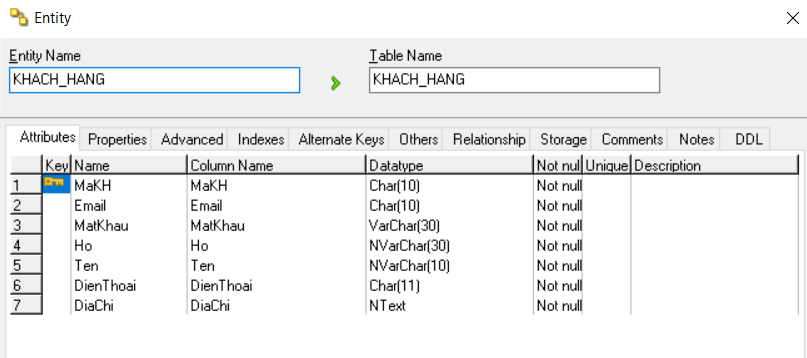 Entity
Entity Name Table Name
KHACH_HANG KHACH_HANG
Attributes Properties Advanced Indexes Alternate Keys Others Relationship Storage Comments Notes DDL
Key Name Column Name Datatype Not nul Unique Description
1 MaKH MaKH Char(10) Not null
2 Email Email Char(10) Not null
3 MatKhau MatKhau VarChar(30) Not null
4 Ho Ho NVarChar(30) Not null
5 Ten Ten NVarChar(10) Not null
6 DienThoai DienThoai Char(11) Not null
7 DiaChi DiaChi NText Not null